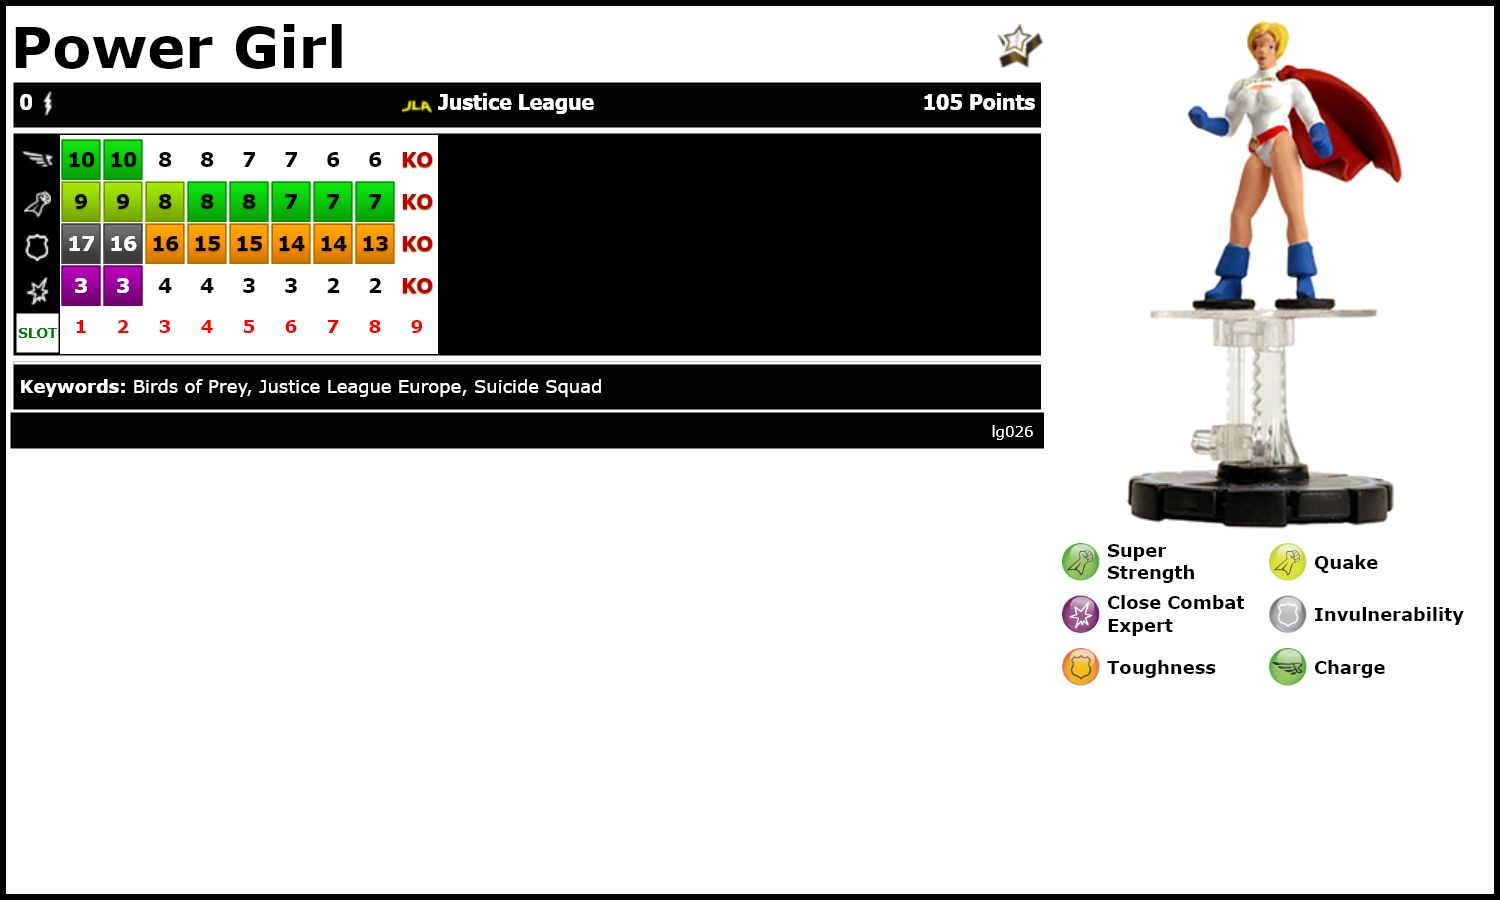 Power Girl
0 JLA Justice League 105 Points
10 10 8 8 7 7 6 6 KO
9 9 8 8 8 7 7 7 KO
17 16 16 15 15 14 14 13 KO
3 3 4 4 3 3 2 2 KO
SLOT 1 2 3 4 5 6 7 8 9
Keywords: Birds of Prey, Justice League Europe, Suicide Squad
lg026
Super
Strength
Quake
Close Combat
Expert
Invulnerability
Toughness
Charge